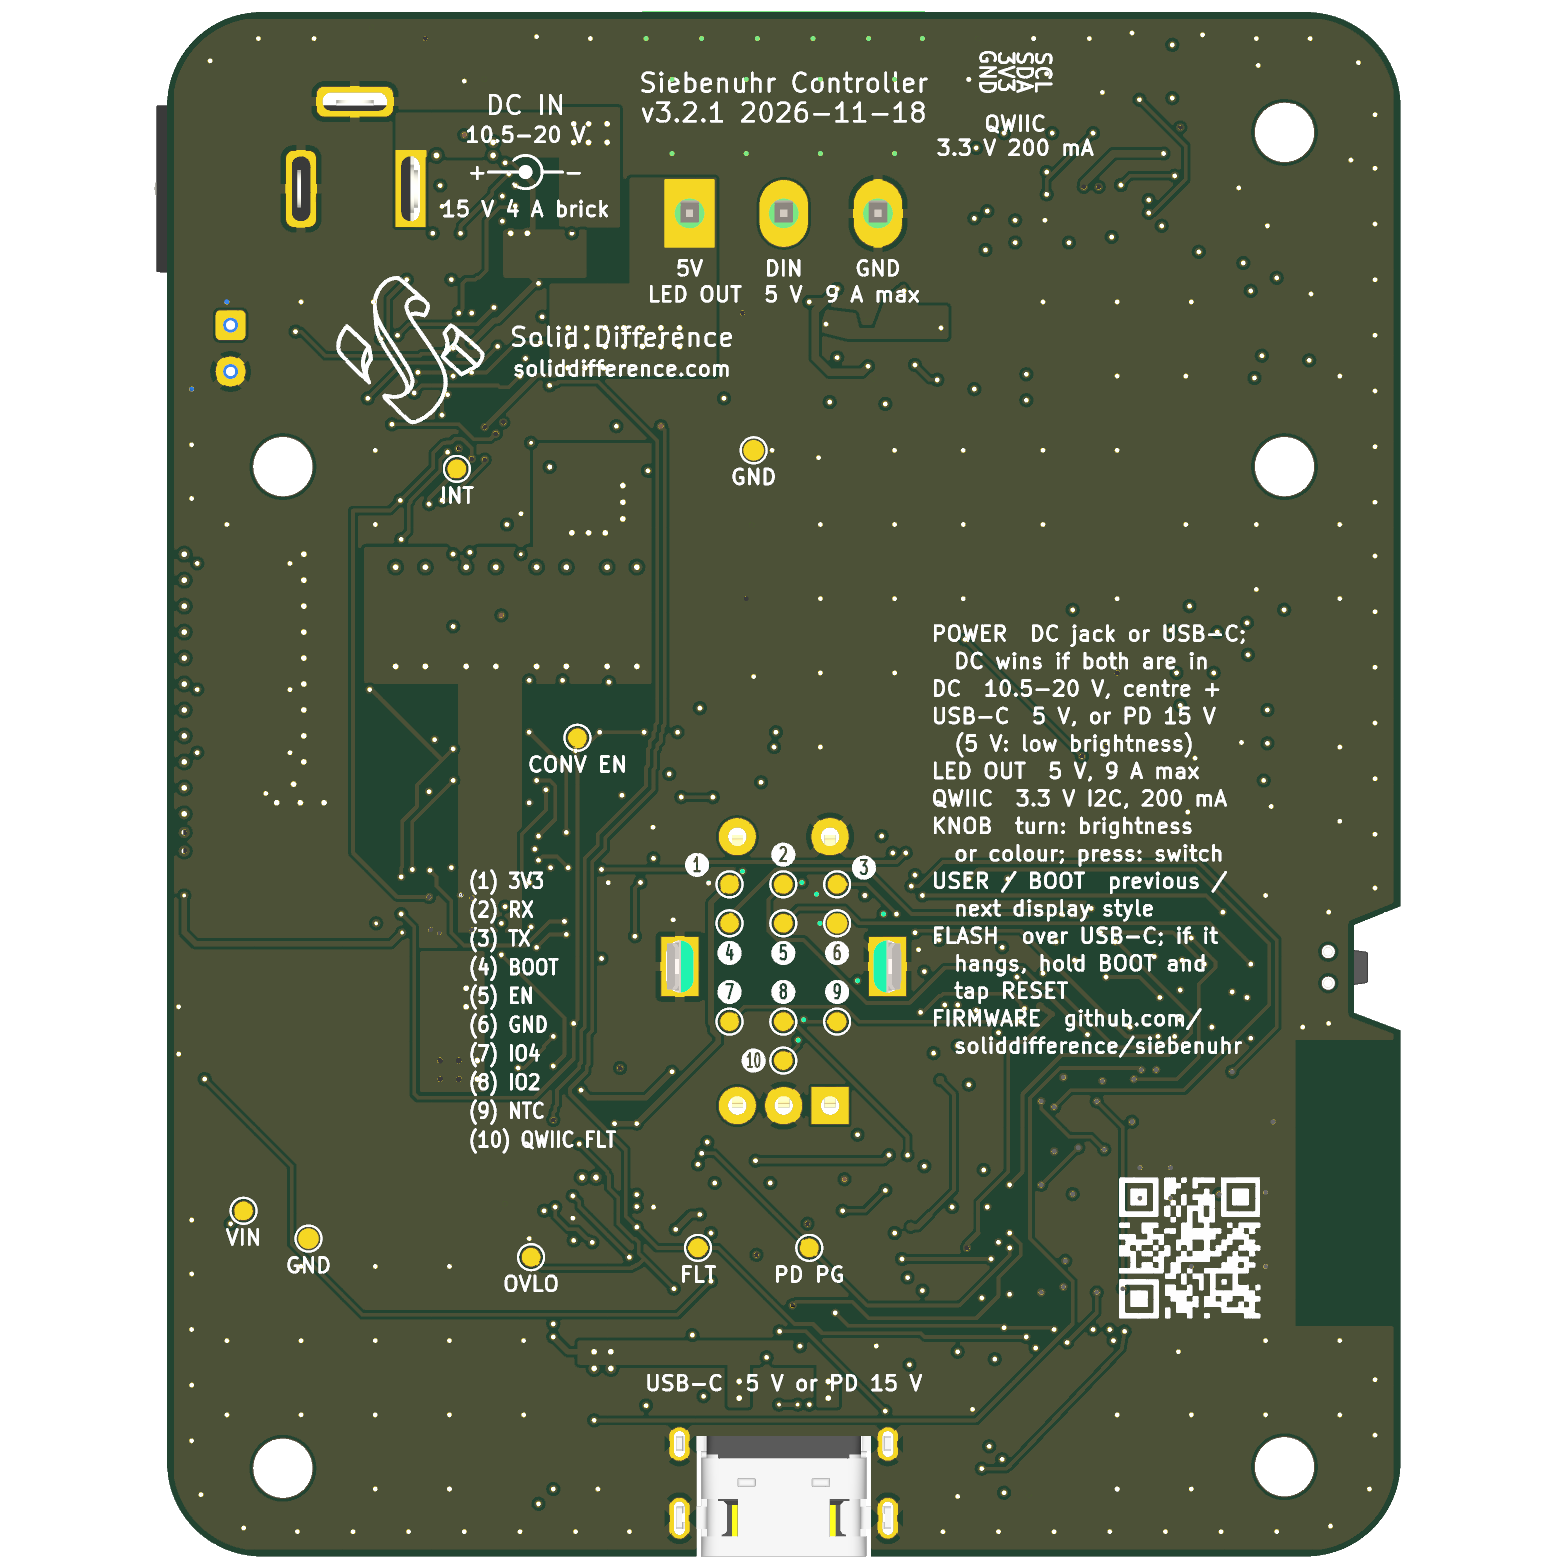 Siebenuhr Controller
v3.2.1 2026-11-18
DC IN
10.5-20 V
+ -
15 V 4 A brick
SCL
SDA
3V3
GND
QWIIC
3.3 V 200 mA
5V DIN GND
LED OUT 5 V 9 A max
Solid Difference
soliddifference.com
INT
GND
CONV EN
POWER DC jack or USB-C;
DC wins if both are in
DC 10.5-20 V, centre +
USB-C 5 V, or PD 15 V
(5 V: low brightness)
LED OUT 5 V, 9 A max
QWIIC 3.3 V I2C, 200 mA
KNOB turn: brightness
or colour; press: switch
USER / BOOT previous /
next display style
FLASH over USB-C; if it
hangs, hold BOOT and
tap RESET
FIRMWARE github.com/
soliddifference/siebenuhr
1 2 3
4 5 6
7 8 9
10
(1) 3V3
(2) RX
(3) TX
(4) BOOT
(5) EN
(6) GND
(7) IO4
(8) IO2
(9) NTC
(10) QWIIC FLT
VIN
GND
OVLO
FLT
PD PG
USB-C 5 V or PD 15 V